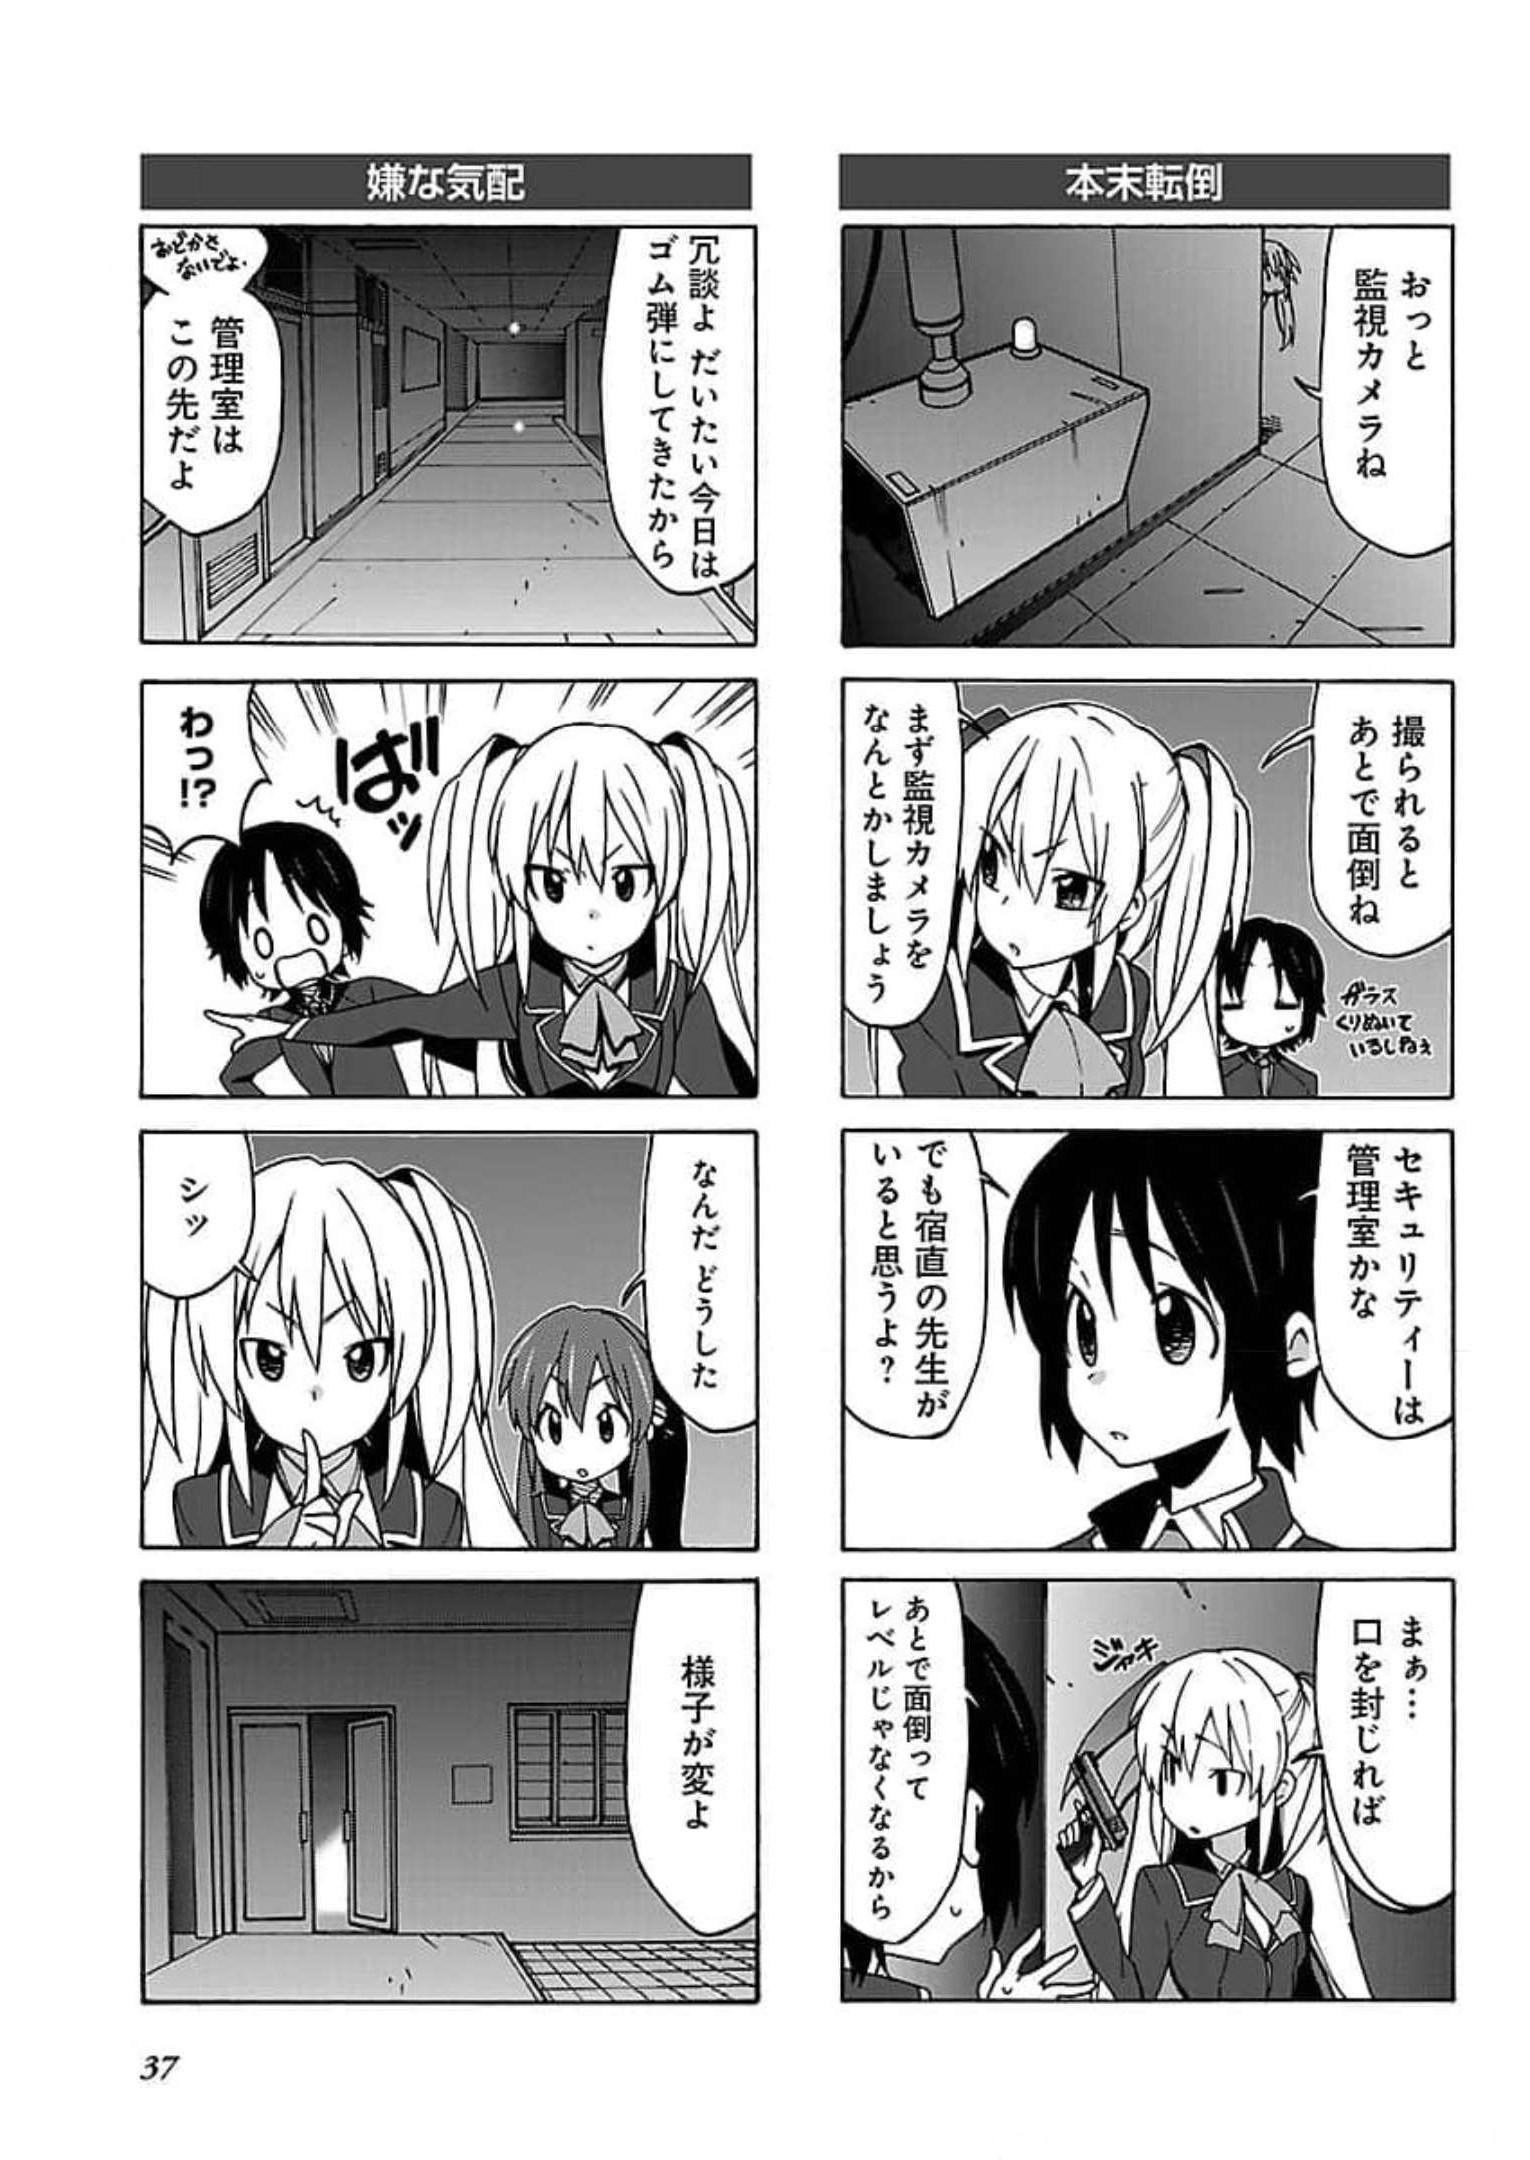 本末転倒
おっと
監視カメラね
撮られると
あとで面倒ね
まず監視カメラを
なんとかしましょう
ガラス
くりぬいて
いるしねぇ
セキュリティーは
管理室かな
でも宿直の先生が
いると思うよ?
まぁ…
口を封じれば
ジャキ
あとで面倒って
レベルじゃなくなるから
嫌な気配
冗談よ だいたい今日は
ゴム弾にしてきたから
おどかさ
ないでよ.
管理室は
この先だよ
ばッ
わっ!?
なんだ どうした
シッ
様子が変よ
37